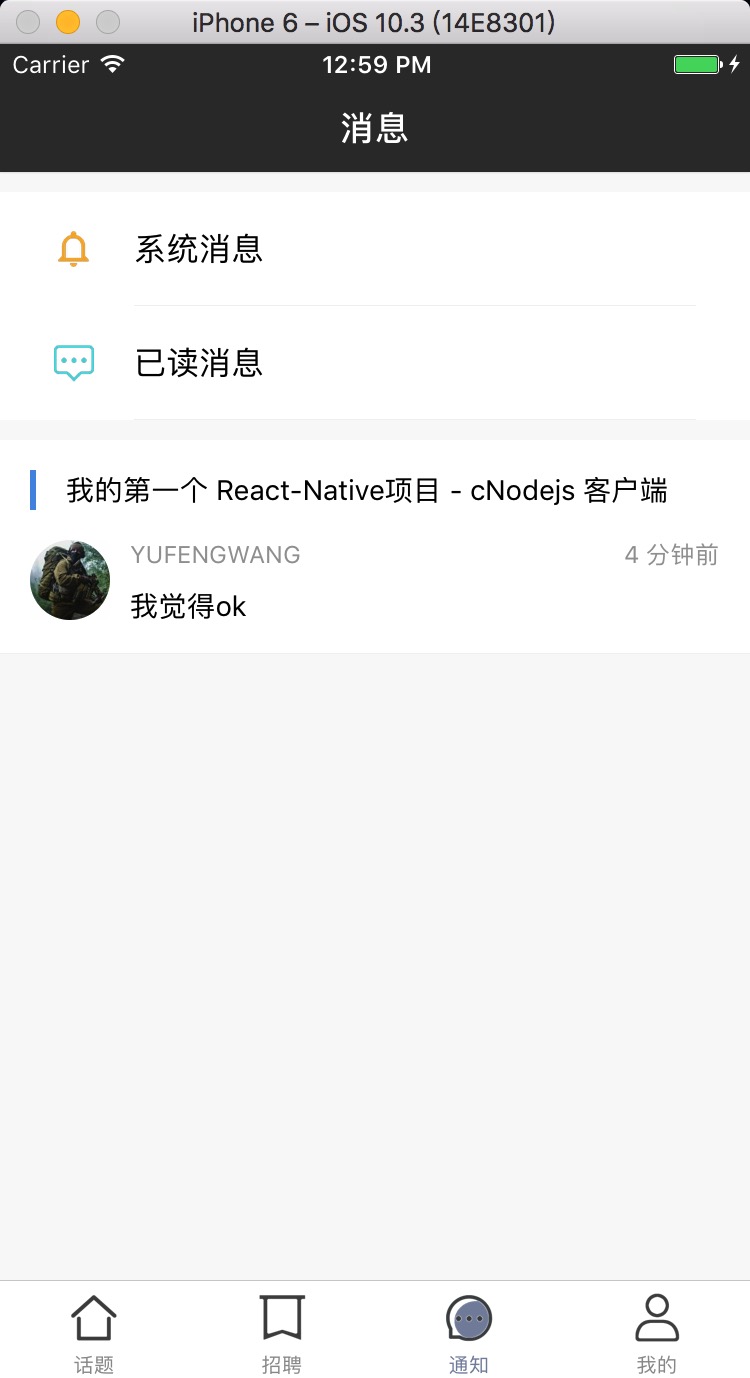 iPhone 6 – iOS 10.3 (14E8301)
Carrier 12:59 PM
消息
系统消息
已读消息
我的第一个 React-Native项目 - cNodejs 客户端
YUFENGWANG 4 分钟前
我觉得ok
话题 招聘 通知 我的